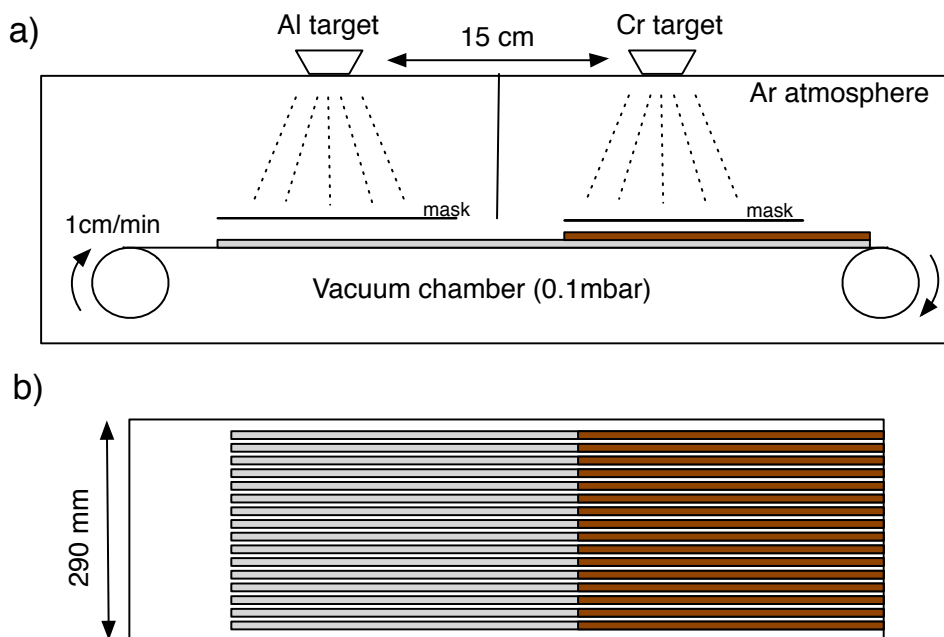 a)
Al target
15 cm
Cr target
Ar atmosphere
mask
mask
1cm/min
Vacuum chamber (0.1mbar)
b)
290 mm